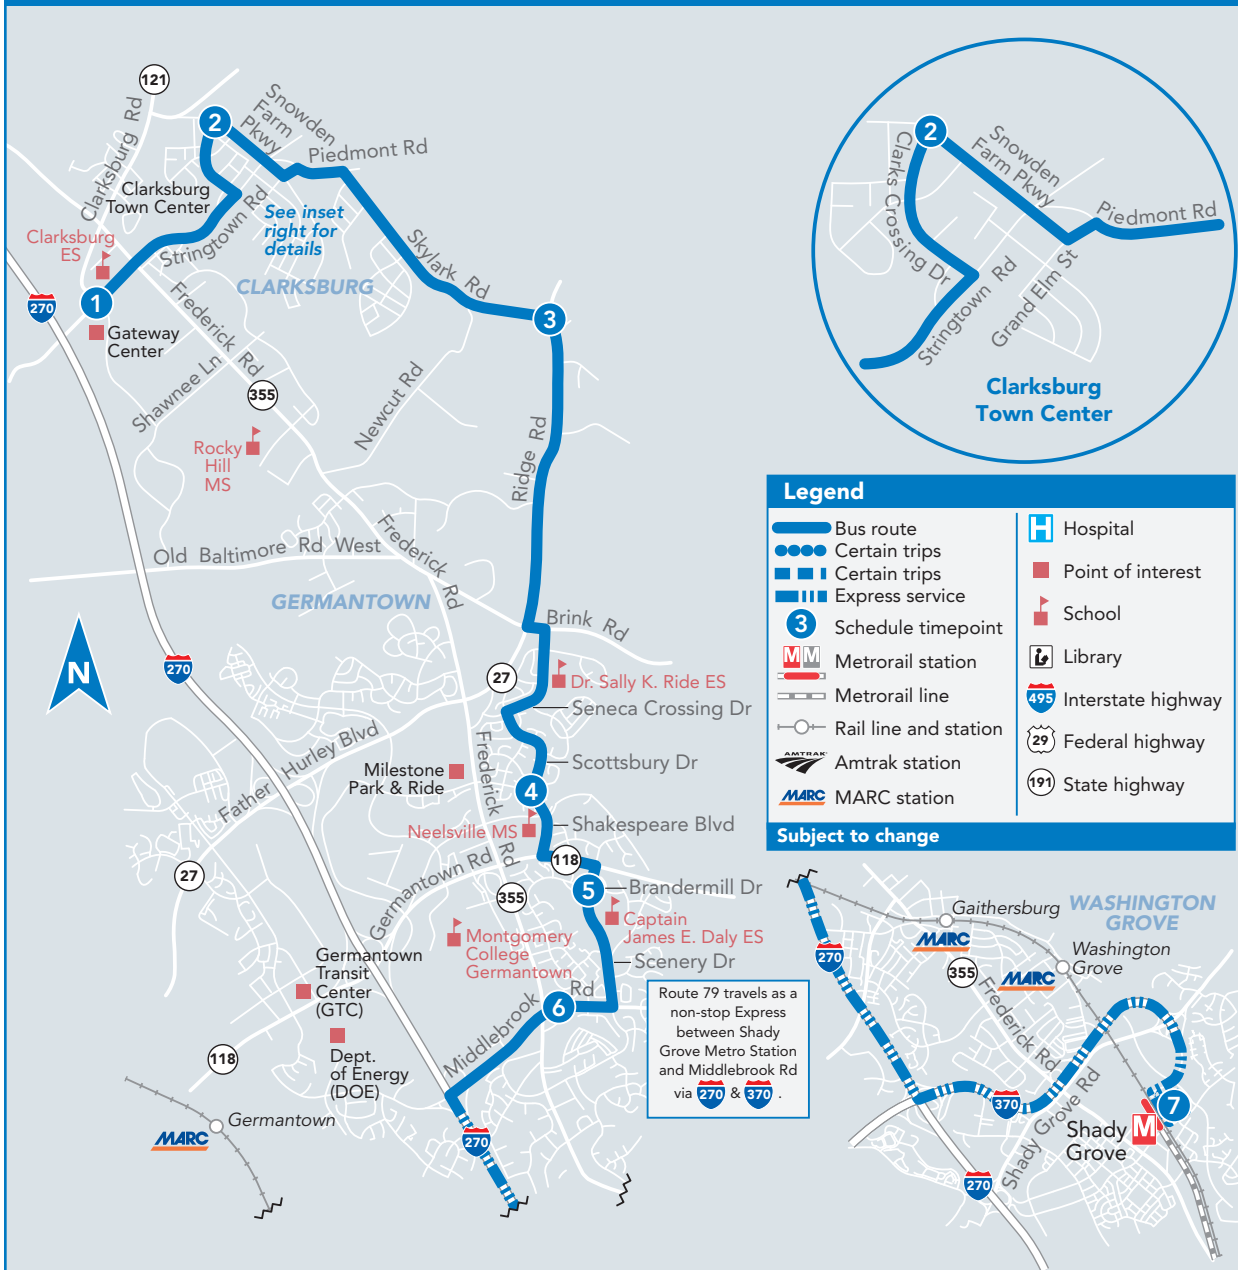 121
Clarksburg Rd
2
Snowden
Farm
Pkwy
Piedmont Rd
Clarksburg
Town Center
Stringtown Rd
See inset
right for
details
Clarksburg
ES
CLARKSBURG
Skylark Rd
270
1
Gateway
Center
3
Frederick Rd
Shawnee Ln
355
Newcut Rd
Rocky
Hill
MS
Ridge Rd
Old Baltimore Rd West
Frederick Rd
GERMANTOWN
Brink Rd
N
270
27
Dr. Sally K. Ride ES
Seneca Crossing Dr
Father Hurley Blvd
Frederick Rd
Milestone
Park & Ride
Scottsbury Dr
4
Neelsville MS
Shakespeare Blvd
118
27
Germantown Rd
355
5
Brandermill Dr
Captain
James E. Daly ES
Montgomery
College
Germantown
Scenery Dr
Germantown
Transit
Center
(GTC)
Middlebrook Rd
6
Dept.
of Energy
(DOE)
118
Germantown
MARC
270
Route 79 travels as a
non-stop Express
between Shady
Grove Metro Station
and Middlebrook Rd
via 270 & 370 .
2
Clarks Crossing Dr
Snowden
Farm Pkwy
Piedmont Rd
Stringtown Rd
Grand Elm St
Clarksburg
Town Center
Legend
Bus route
Certain trips
Certain trips
Express service
3 Schedule timepoint
M M Metrorail station
Metrorail line
Rail line and station
AMTRAK Amtrak station
MARC MARC station
H Hospital
Point of interest
School
Library
495 Interstate highway
29 Federal highway
191 State highway
Subject to change
Gaithersburg
MARC
WASHINGTON
GROVE
Washington
Grove
MARC
270
355
Frederick Rd
370
Shady Grove Rd
7
M
Shady
Grove
270